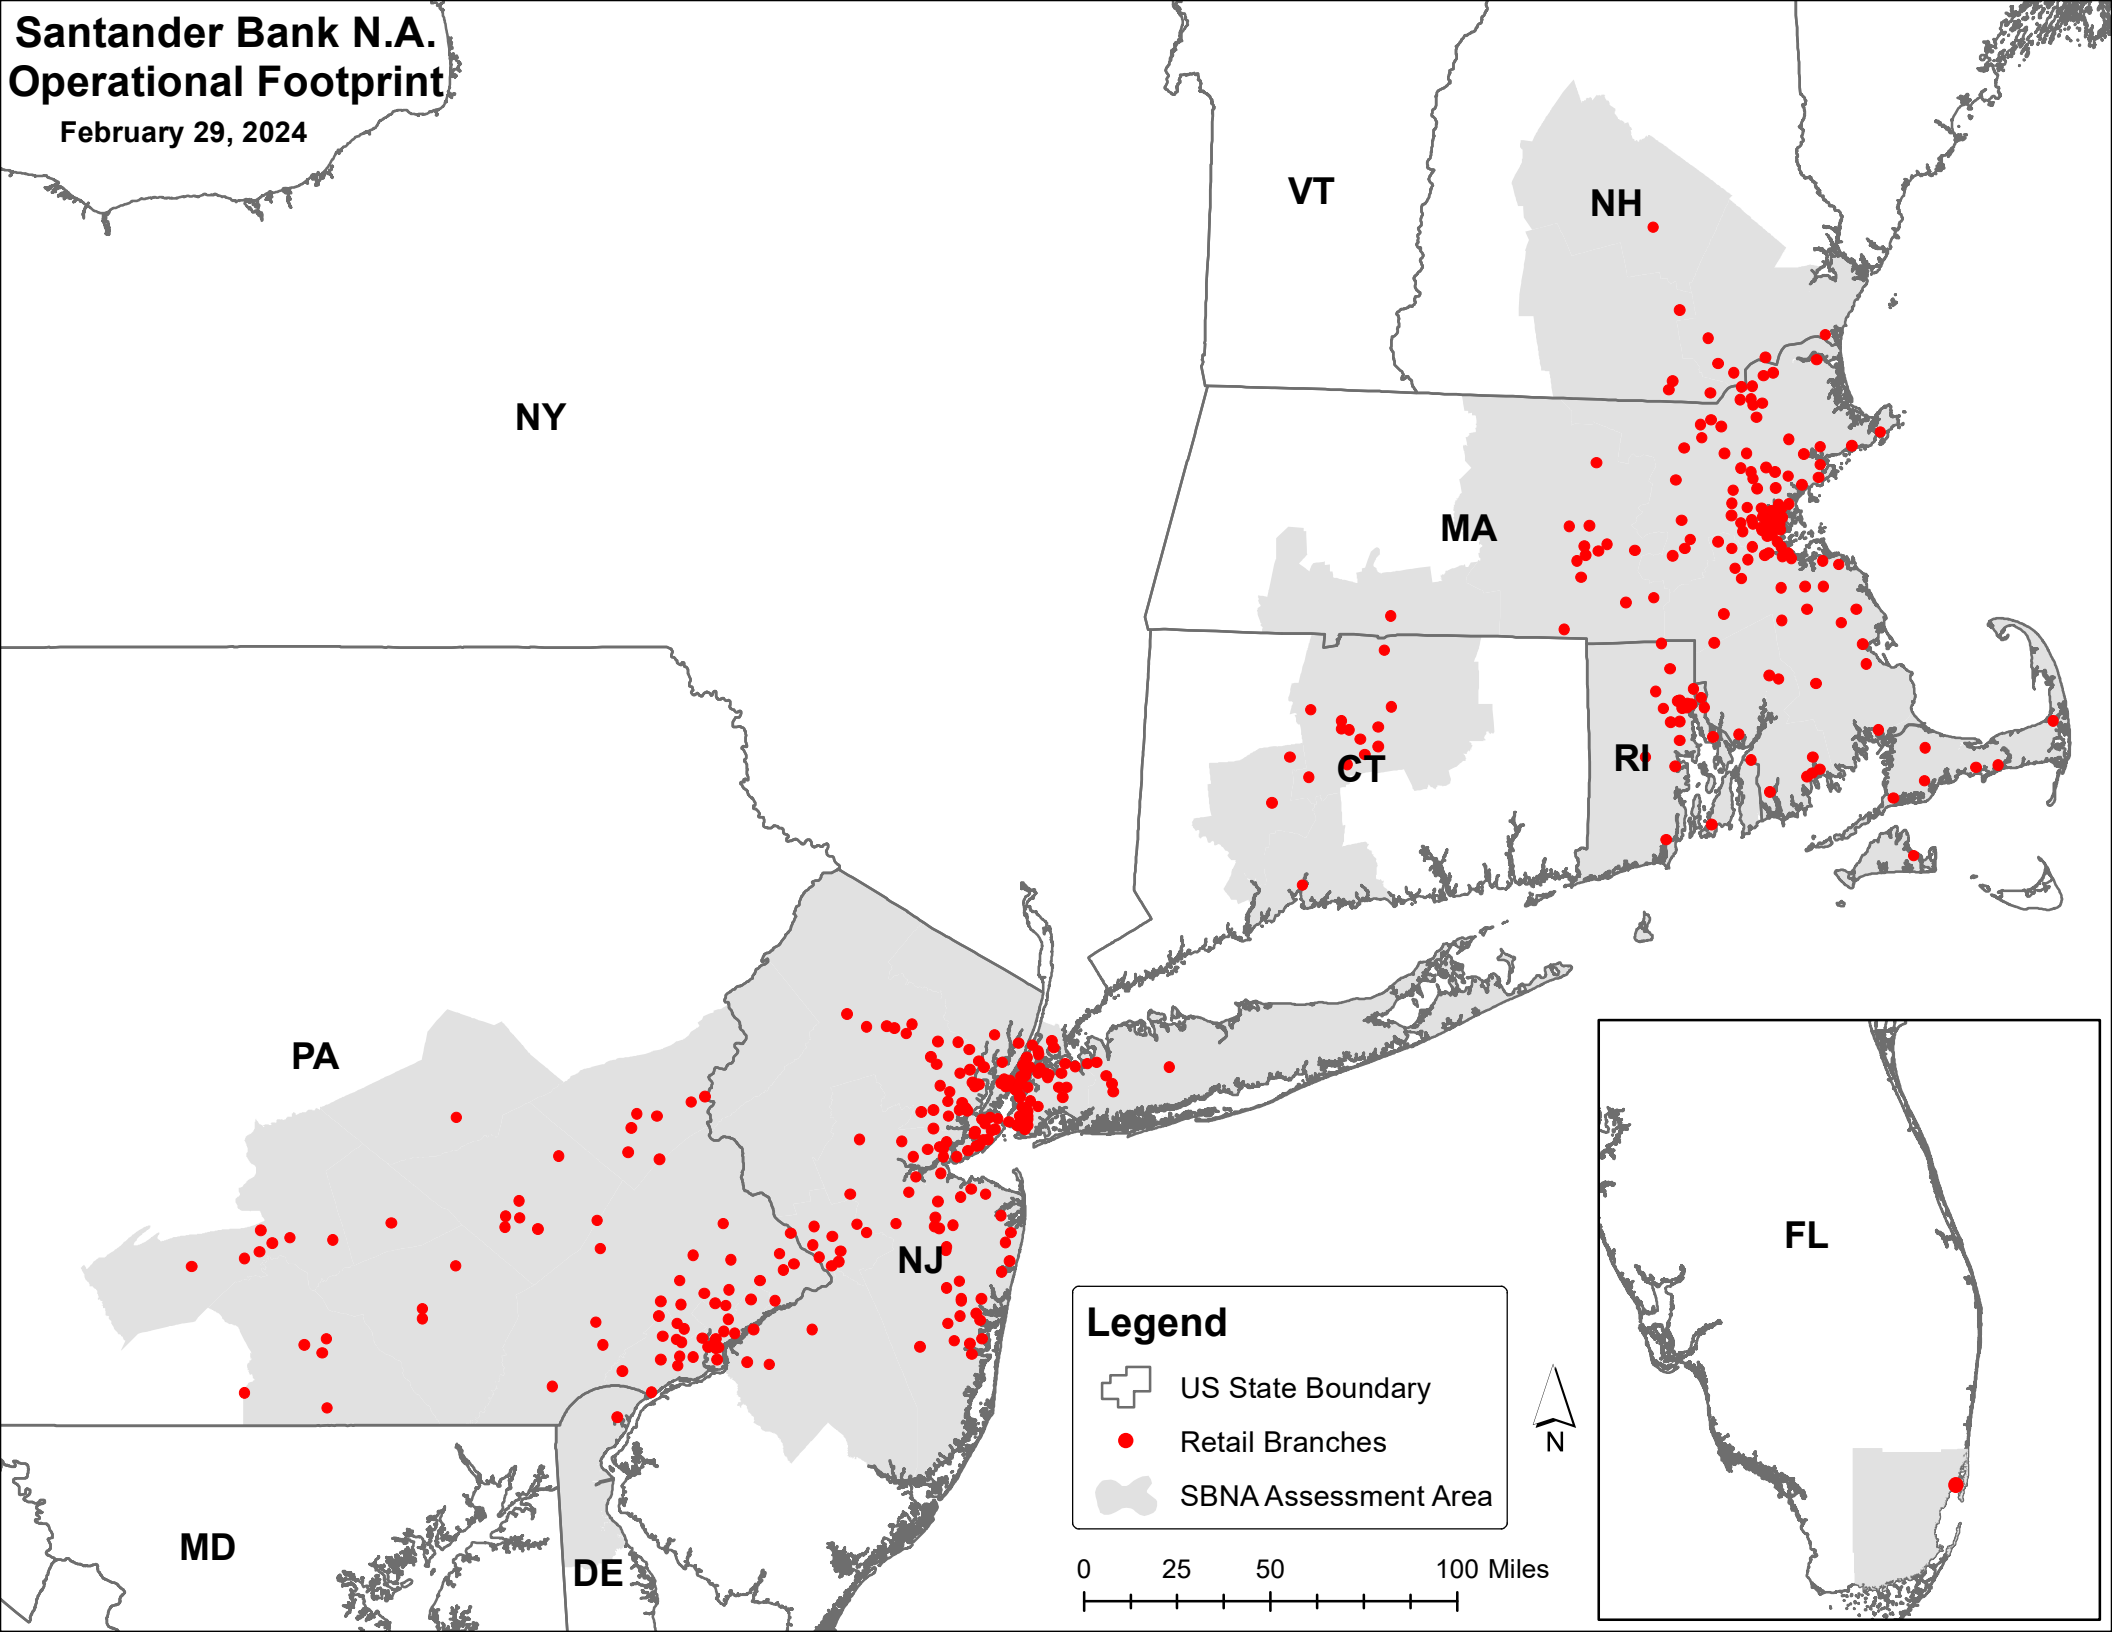 Santander Bank N.A.
Operational Footprint
February 29, 2024
VT
NH
NY
MA
CT
RI
PA
NJ
FL
MD
DE
Legend
US State Boundary
Retail Branches
SBNA Assessment Area
N
0 25 50 100 Miles